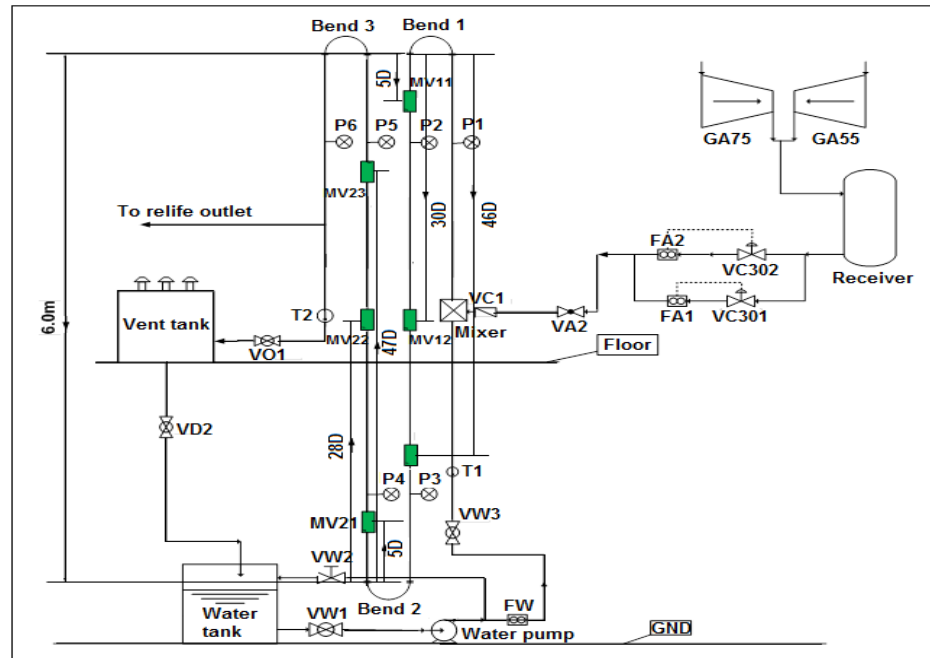 Bend 3
Bend 1
5D
MV11
P6
P5
P2
P1
GA75
GA55
MV23
30D
46D
To relife outlet
FA2
VC302
Receiver
6.0m
VC1
Vent tank
T2
MV22
47D
MV12
Mixer
VA2
FA1
VC301
VO1
Floor
VD2
28D
T1
P4
P3
MV21
5D
VW3
VW2
Water
tank
VW1
Bend 2
FW
Water pump
GND